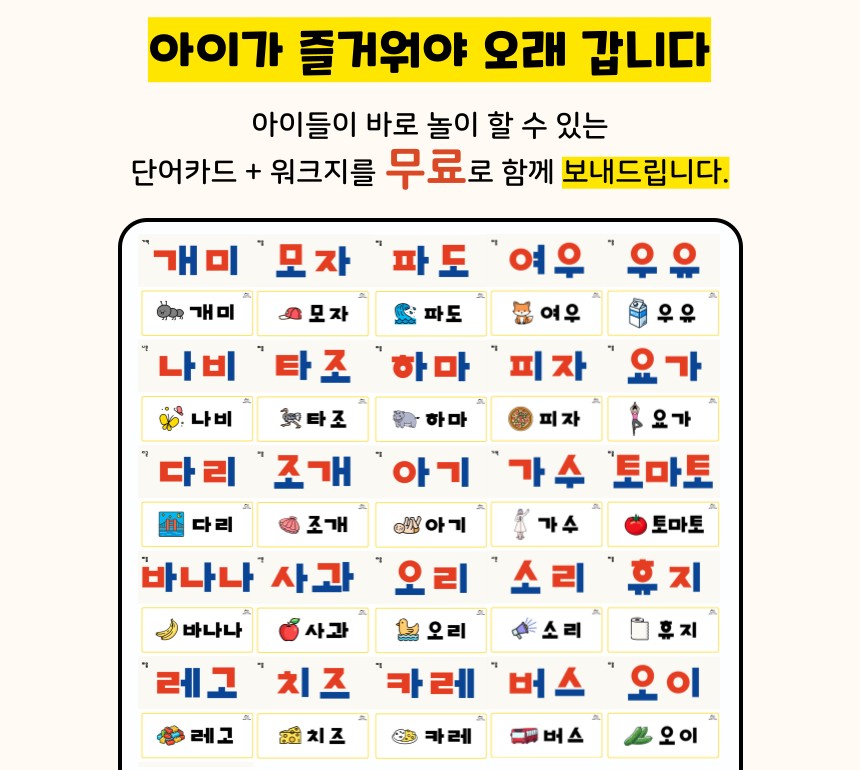 아이가 즐거워야 오래 갑니다
아이들이 바로 놀이 할 수 있는
단어카드 + 워크지를 무료로 함께 보내드립니다.
개미 모자 파도 여우 우유
개미 모자 파도 여우 우유
나비 타조 하마 피자 요가
나비 타조 하마 피자 요가
다리 조개 아기 가수 토마토
다리 조개 아기 가수 토마토
바나나 사과 오리 소리 휴지
바나나 사과 오리 소리 휴지
레고 치즈 카레 버스 오이
레고 치즈 카레 버스 오이